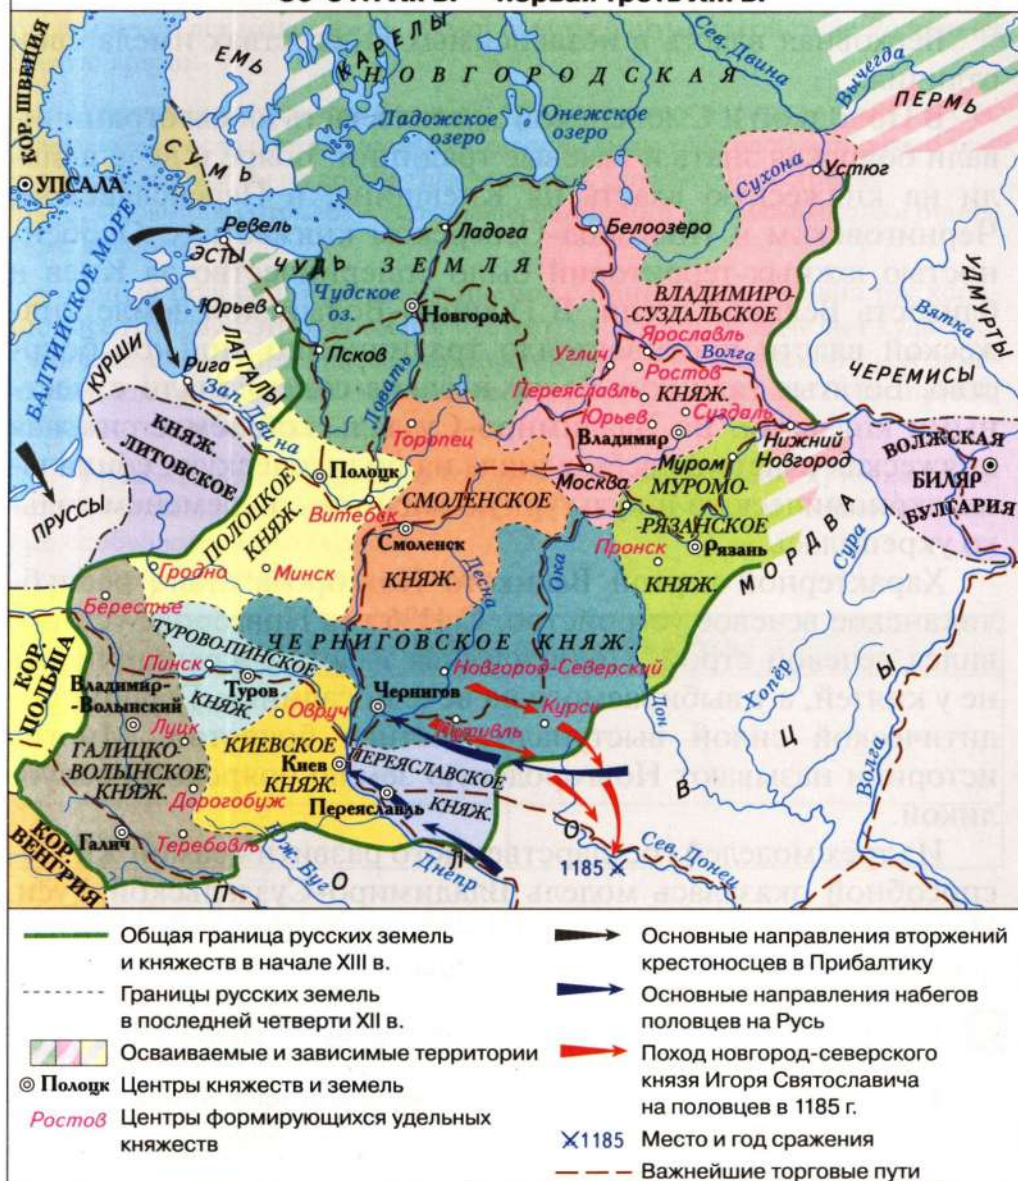 КОР. ШВЕЦИЯ
ЕМЬ
КАРЕЛЫ
НОВГОРОДСКАЯ
Сев. Двина
Вычегда
ПЕРМЬ
Ладожское
озеро
Онежское
озеро
СУМЬ
УПСАЛА
Сухона
Устюг
Ревель
Ладога
Белоозеро
БАЛТИЙСКОЕ МОРЕ
ЭСТЫ
ЧУДЬ
ЗЕМЛЯ
УДМУРТЫ
Юрьев
Чудское
оз.
Новгород
ВЛАДИМИРО-
СУЗДАЛЬСКОЕ
Вятка
Псков
Ярославль
Углич
Волга
КУРШИ
ЛАТГАЛЫ
Рига
Ростов
ЧЕРЕМИСЫ
Переяславль
КНЯЖ.
Зап. Двина
Ловать
Юрьев
Суздаль
КНЯЖ.
ЛИТОВСКОЕ
Торопец
Владимир
Нижний
Новгород
ВОЛЖСКАЯ
БИЛЯР
БУЛГАРИЯ
Полоцк
Муром
Москва
МУРОМО-
-РЯЗАНСКОЕ
КНЯЖ.
ПРУССЫ
ПОЛОЦКОЕ
КНЯЖ.
Витебск
СМОЛЕНСКОЕ
Смоленск
КНЯЖ.
Рязань
Пронск
МОРДВА
Сура
Гродно
Минск
Десна
Ока
Берестье
ТУРОВО-ПИНСКОЕ
КНЯЖ.
ЧЕРНИГОВСКОЕ КНЯЖ.
КОР.
ПОЛЬША
Пинск
Туров
Новгород-Северский
Владимир-
-Волынский
Чернигов
Хопёр
Луцк
Овруч
Курск
Дон
Путивль
ГАЛИЦКО-
ВОЛЫНСКОЕ
КНЯЖ.
КИЕВСКОЕ
Киев
КНЯЖ.
ПЕРЕЯСЛАВСКОЕ
КНЯЖ.
Волга
Дорогобуж
Переяславль
КОР.
ВЕНГРИЯ
Галич
Теребовль
Юж. Буг
Днепр
Сев. Донец
1185
ПОЛОВЦЫ
Общая граница русских земель
и княжеств в начале XIII в.
Границы русских земель
в последней четверти XII в.
Осваиваемые и зависимые территории
Полоцк Центры княжеств и земель
Ростов Центры формирующихся удельных
княжеств
Основные направления вторжений
крестоносцев в Прибалтику
Основные направления набегов
половцев на Русь
Поход новгород-северского
князя Игоря Святославича
на половцев в 1185 г.
1185 Место и год сражения
Важнейшие торговые пути